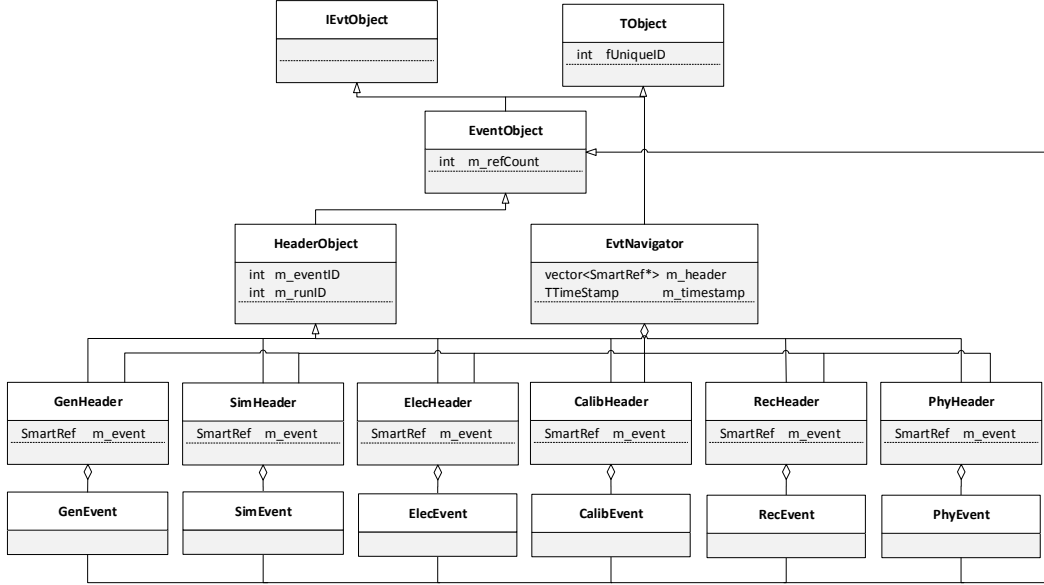 IEvtObject
TObject
int fUniqueID
EventObject
int m_refCount
HeaderObject
int m_eventID
int m_runID
EvtNavigator
vector<SmartRef*> m_header
TTimeStamp m_timestamp
GenHeader
SmartRef m_event
SimHeader
SmartRef m_event
ElecHeader
SmartRef m_event
CalibHeader
SmartRef m_event
RecHeader
SmartRef m_event
PhyHeader
SmartRef m_event
GenEvent
SimEvent
ElecEvent
CalibEvent
RecEvent
PhyEvent